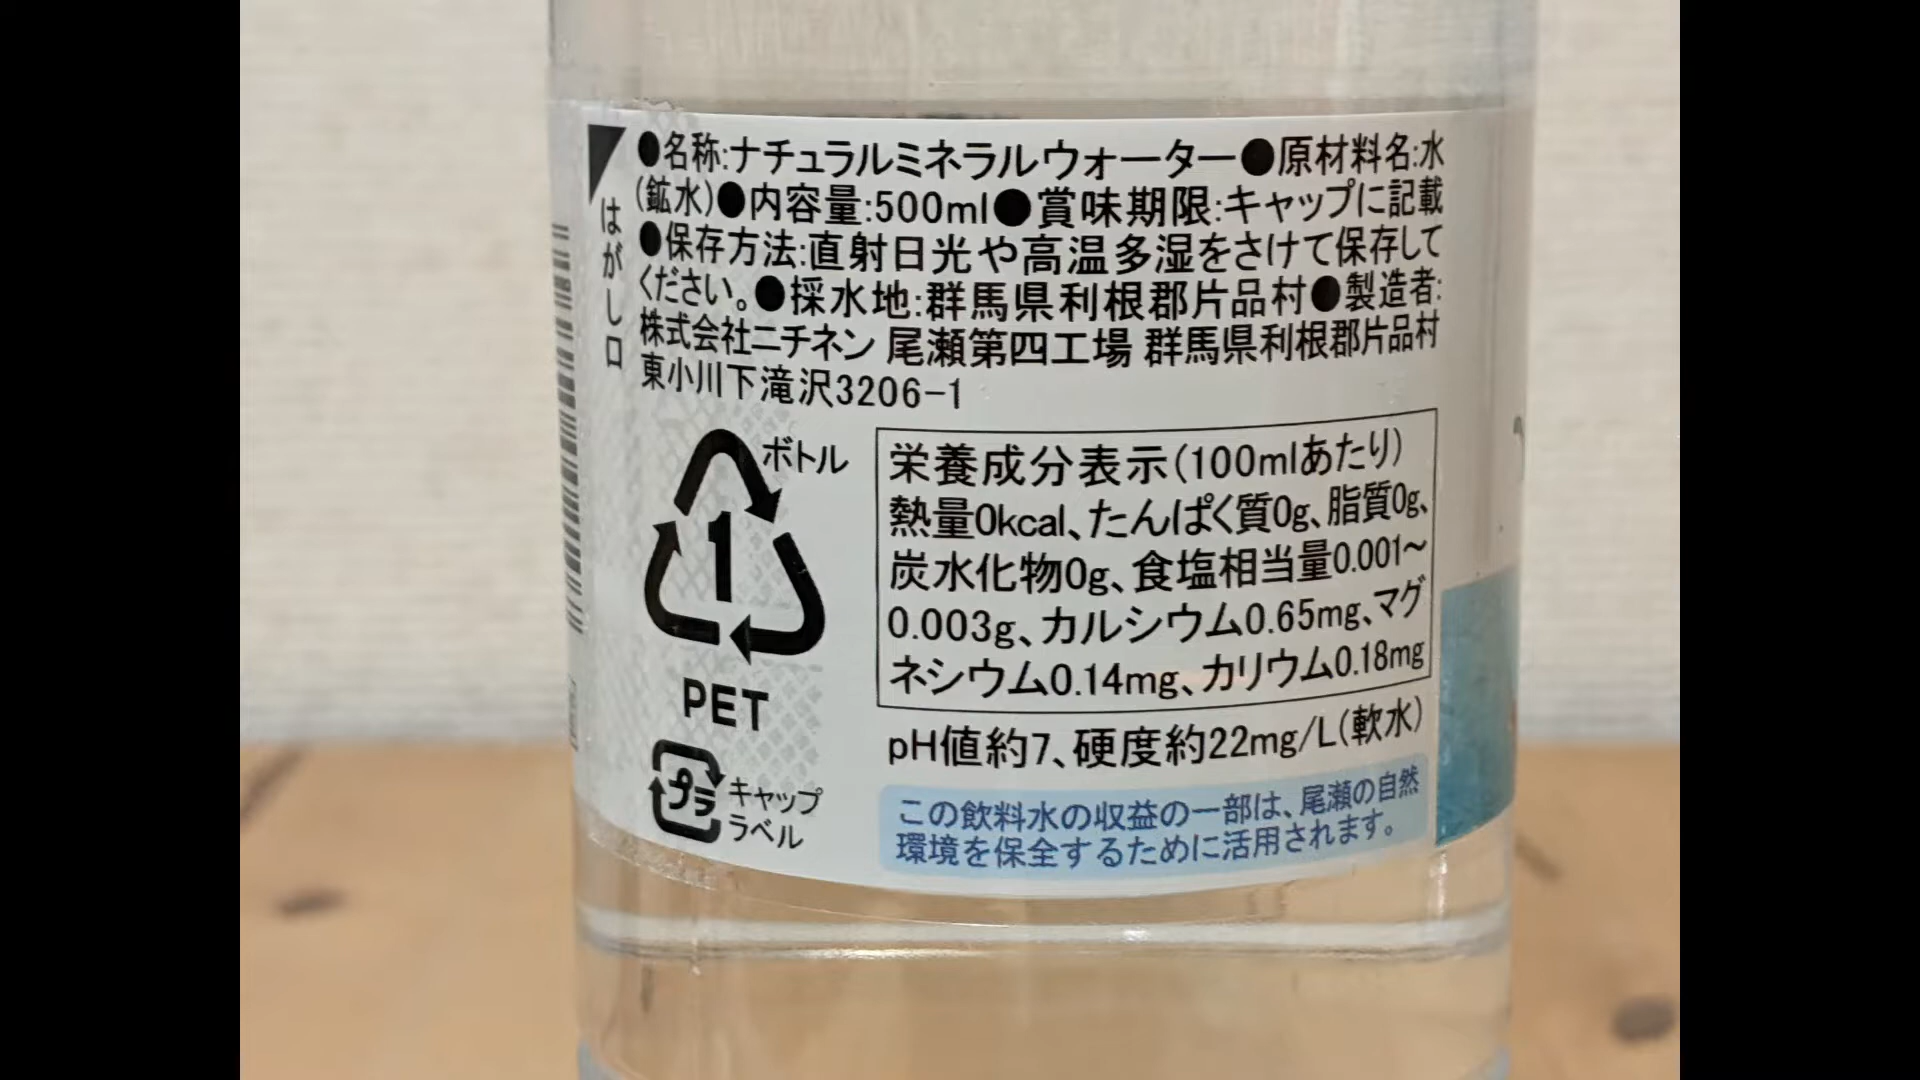 ●名称:ナチュラルミネラルウォーター●原材料名:水
(鉱水)●内容量:500ml●賞味期限:キャップに記載
●保存方法:直射日光や高温多湿をさけて保存して
ください。●採水地:群馬県利根郡片品村●製造者:
株式会社ニチネン 尾瀬第四工場 群馬県利根郡片品村
東小川下滝沢3206-1
はがし口
ボトル
1
PET
プラ
キャップ
ラベル
栄養成分表示(100mlあたり)
熱量0kcal、たんぱく質0g、脂質0g、
炭水化物0g、食塩相当量0.001~
0.003g、カルシウム0.65mg、マグ
ネシウム0.14mg、カリウム0.18mg
pH値約7、硬度約22mg/L(軟水)
この飲料水の収益の一部は、尾瀬の自然
環境を保全するために活用されます。